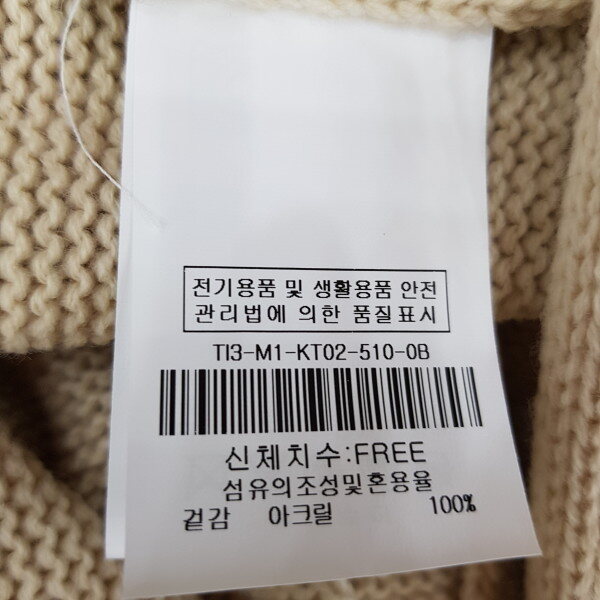 전기용품 및 생활용품 안전
관리법에 의한 품질표시
TI3-M1-KT02-510-0B
신체치수:FREE
섬유의조성및혼용율
겉감 아크릴 100%